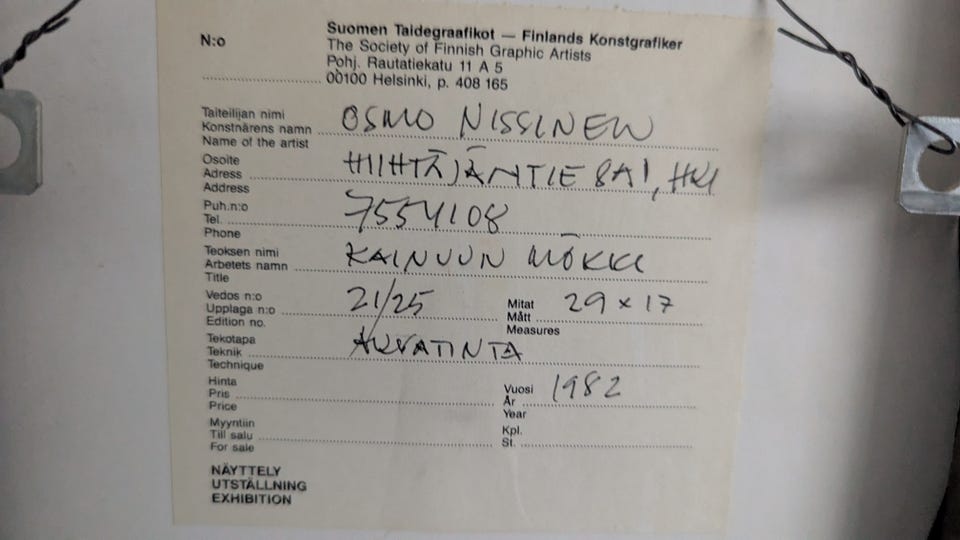 Suomen Taidegraafikot — Finlands Konstgrafiker
N:o
The Society of Finnish Graphic Artists
Pohj. Rautatiekatu 11 A 5
00100 Helsinki, p. 408 165
Taiteilijan nimi
Konstnärens namn OSMO NISSINEN
Name of the artist
Osoite
Adress HIIHTÄJÄNTIE 8A1, HKI
Address
Puh.n:o
Tel. 7554108
Phone
Teoksen nimi
Arbetets namn KAINUUN MÖKKI
Title
Vedos n:o
Upplaga n:o 21/25
Edition no.
Mitat 29 x 17
Mått
Measures
Tekotapa
Teknik AKVATINTA
Technique
Hinta
Pris
Price
Vuosi 1982
År
Year
Myyntiin
Till salu
For sale
Kpl.
St.
NÄYTTELY
UTSTÄLLNING
EXHIBITION